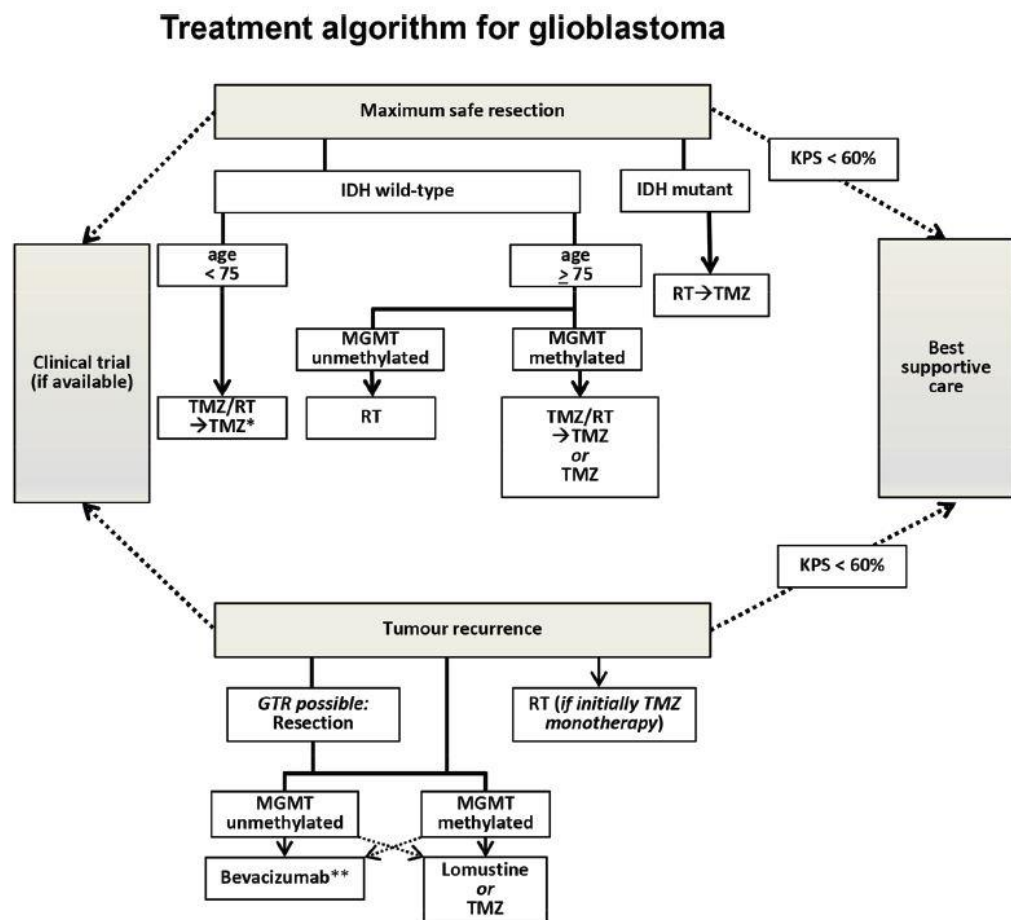 Treatment algorithm for glioblastoma
Maximum safe resection
KPS < 60%
IDH wild-type
IDH mutant
age
< 75
age
≥ 75
RT→TMZ
Clinical trial
(if available)
MGMT
unmethylated
MGMT
methylated
Best
supportive
care
TMZ/RT
→TMZ*
RT
TMZ/RT
→TMZ
or
TMZ
KPS < 60%
Tumour recurrence
GTR possible:
Resection
RT (if initially TMZ
monotherapy)
MGMT
unmethylated
MGMT
methylated
Bevacizumab**
Lomustine
or
TMZ